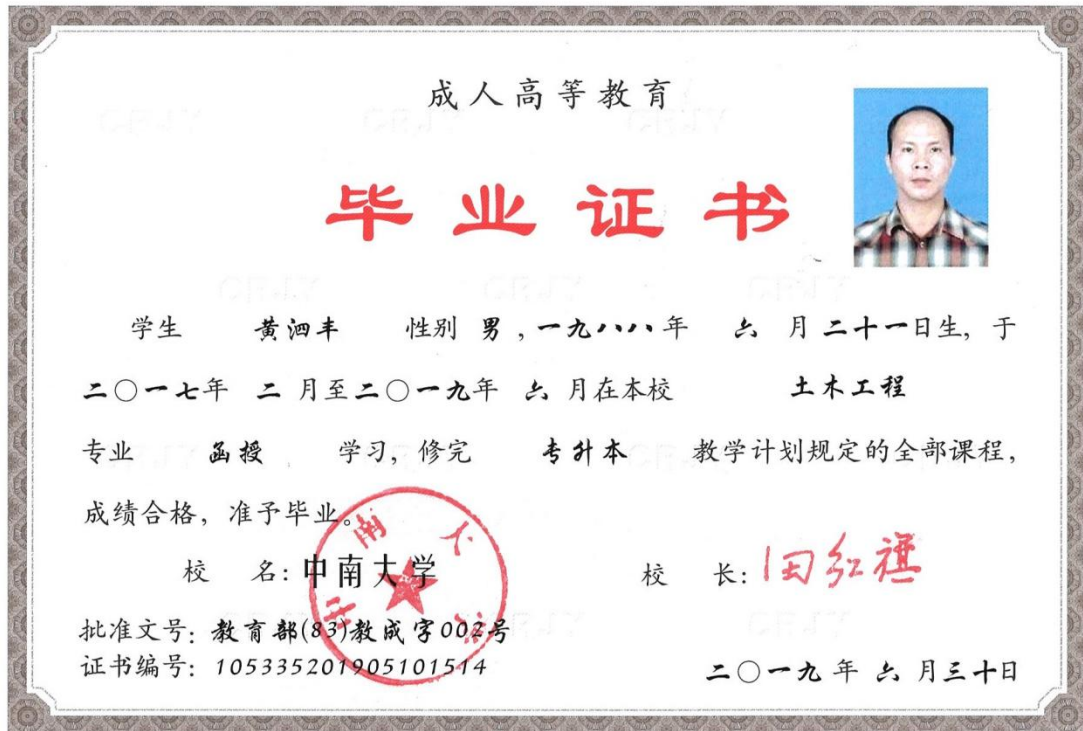 成人高等教育
毕业证书
学生 黄泗丰 性别 男，一九八八年 六 月二十一日生，于
二〇一七年 二 月至二〇一九年 六 月在本校 土木工程
专业 函授 学习，修完 专升本 教学计划规定的全部课程，
成绩合格，准予毕业。
校 名：中南大学
校 长：田红旗
批准文号：教育部(83)教成字002号
证书编号：105335201905101514
二〇一九年 六 月三十日
中南大学